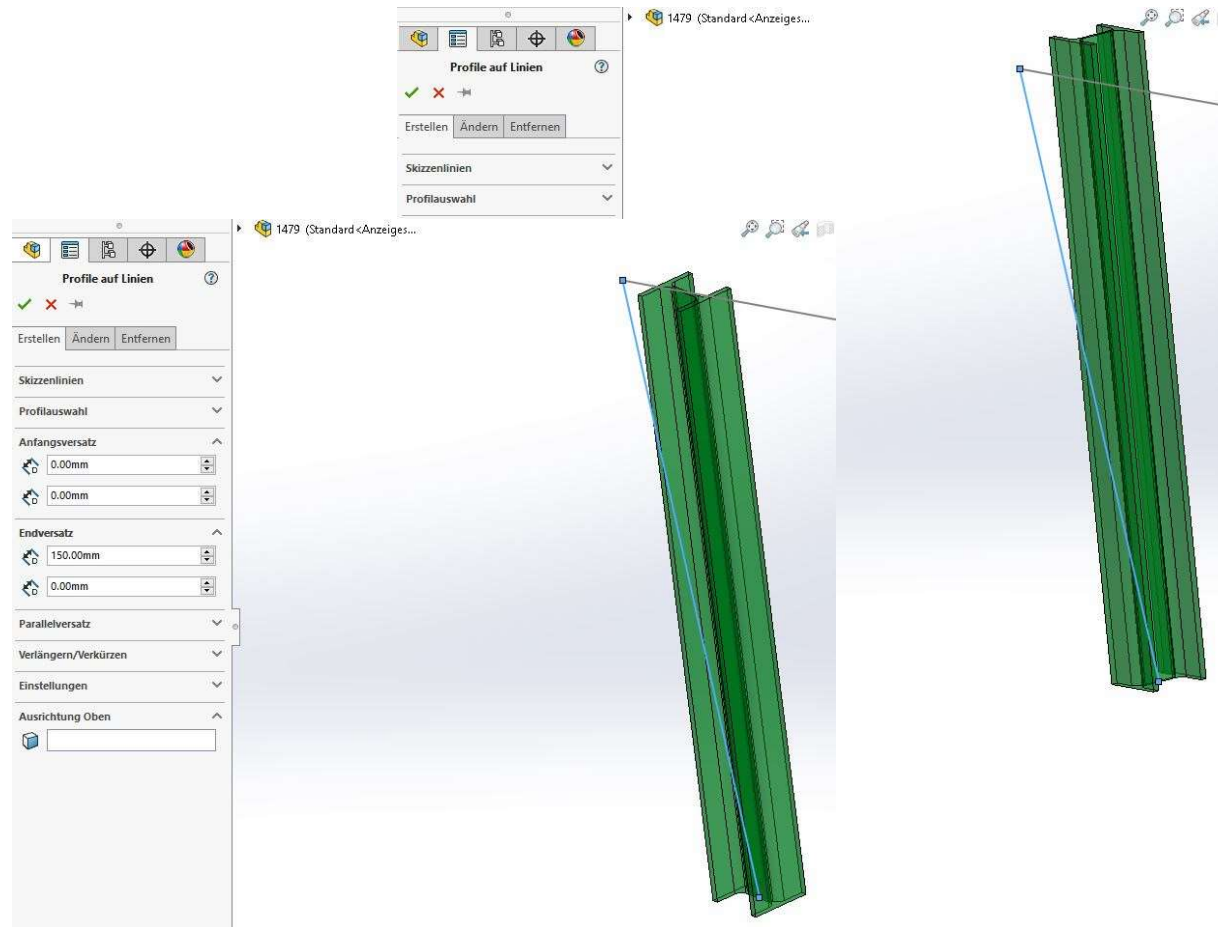 1479 (Standard<Anzeiges...
Profile auf Linien
Erstellen Ändern Entfernen
Skizzenlinien
Profilauswahl
1479 (Standard<Anzeiges...
Profile auf Linien
Erstellen Ändern Entfernen
Skizzenlinien
Profilauswahl
Anfangsversatz
D 0.00mm
D 0.00mm
Endversatz
D 150.00mm
D 0.00mm
Parallelversatz
Verlängern/Verkürzen
Einstellungen
Ausrichtung Oben